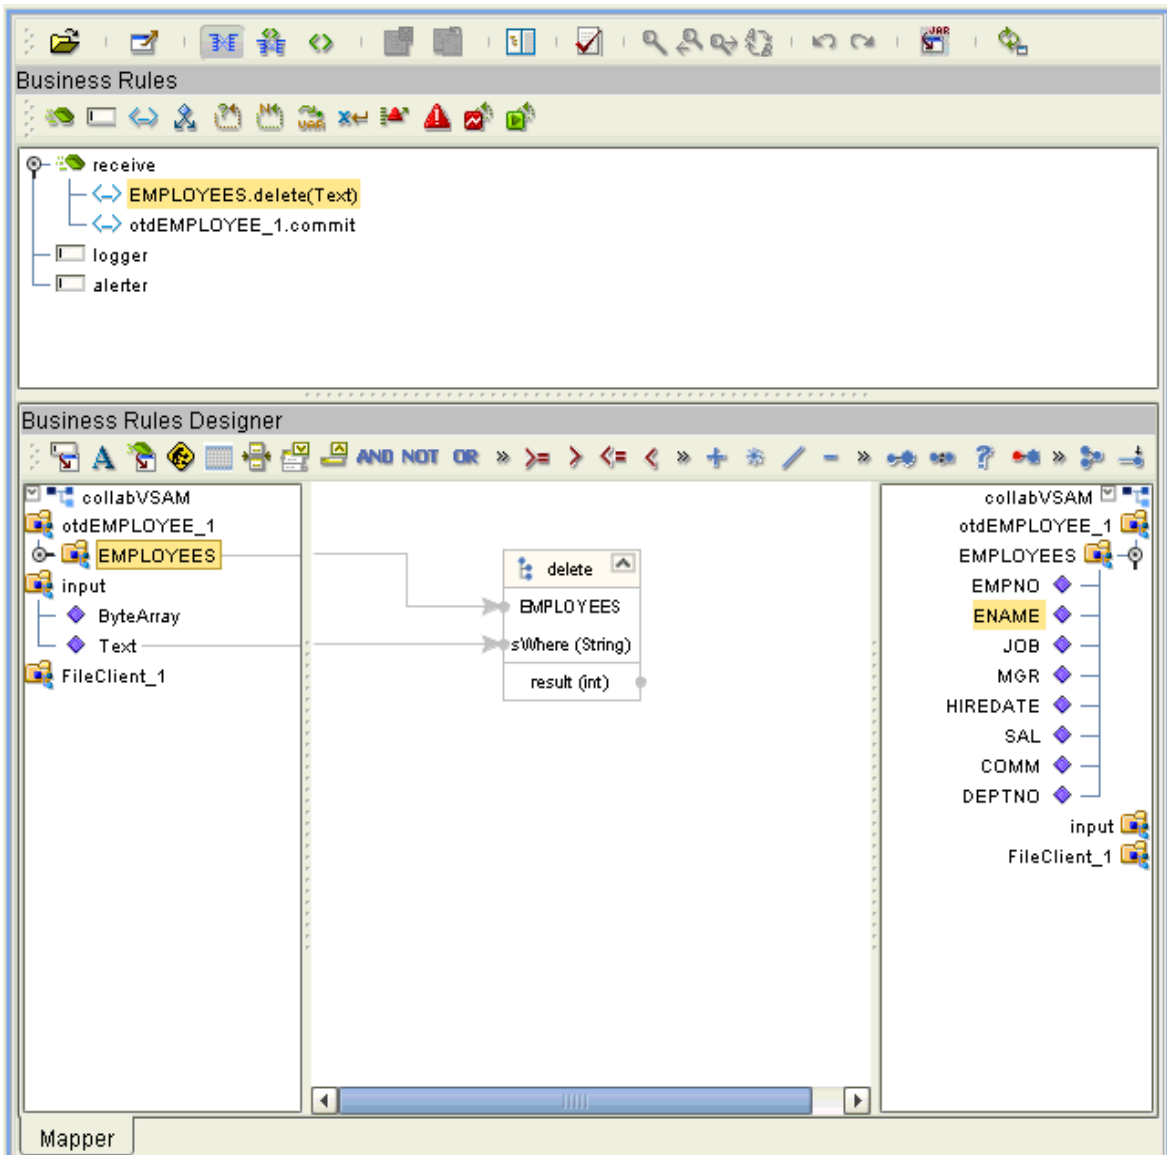 JAR
Business Rules
VAR
receive
EMPLOYEES.delete(Text)
otdEMPLOYEE_1.commit
logger
alerter
Business Rules Designer
A AND NOT OR » >= > <= < » + / - » ? »
collabVSAM
otdEMPLOYEE_1
EMPLOYEES
input
ByteArray
Text
FileClient_1
delete
EMPLOYEES
sWhere (String)
result (int)
collabVSAM
otdEMPLOYEE_1
EMPLOYEES
EMPNO
ENAME
JOB
MGR
HIREDATE
SAL
COMM
DEPTNO
input
FileClient_1
Mapper